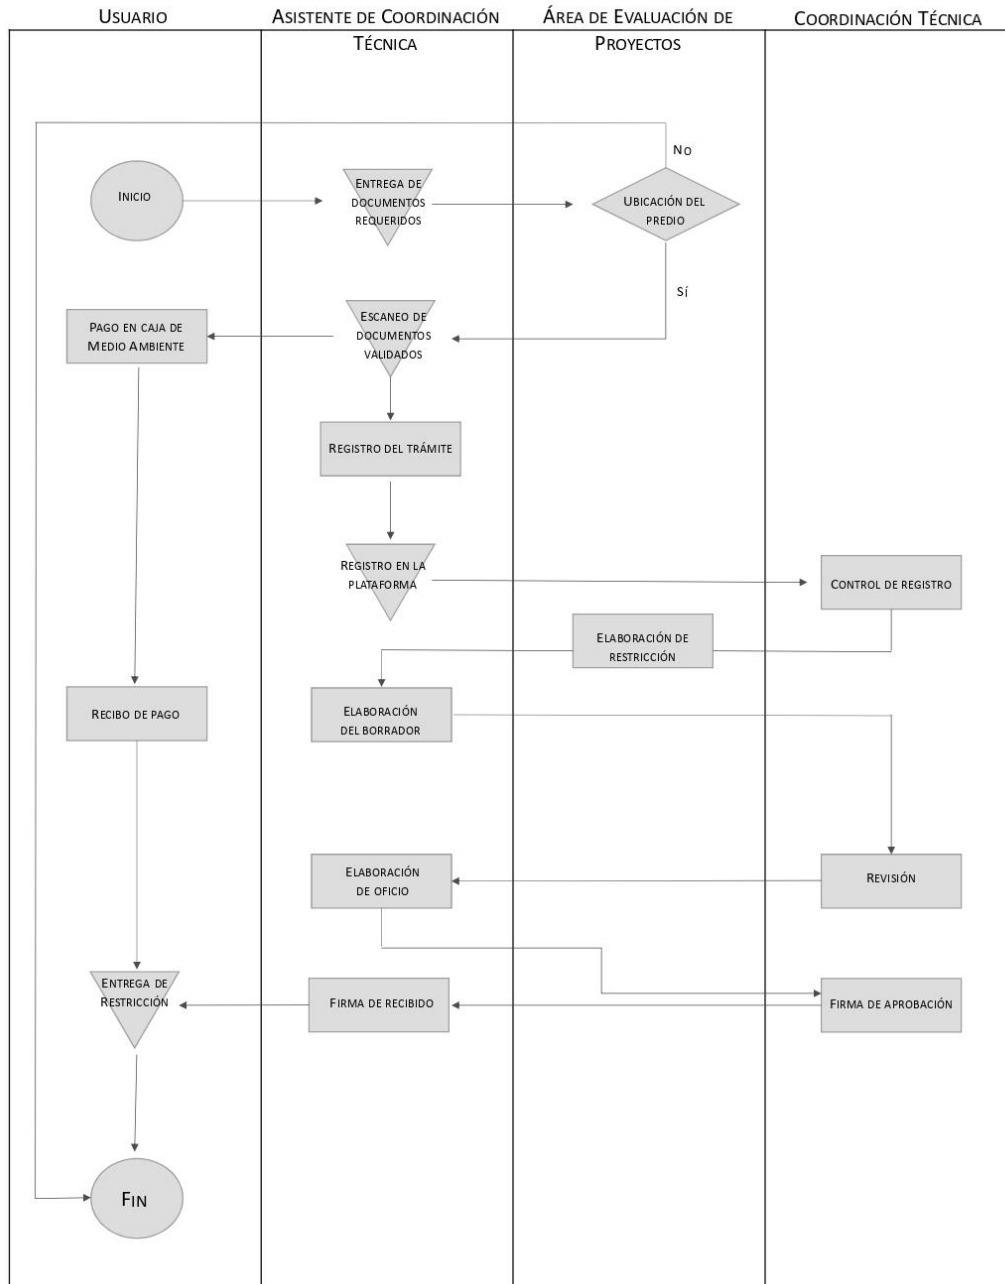 Usuario
Asistente de Coordinación
Técnica
Área de Evaluación de
Proyectos
Coordinación Técnica
No
Inicio
Entrega de
documentos
requeridos
Ubicación del
predio
Sí
Pago en caja de
Medio Ambiente
Escaneo de
documentos
validados
Registro del trámite
Registro en la
plataforma
Control de registro
Elaboración de
restricción
Recibo de pago
Elaboración
del borrador
Elaboración
de oficio
Revisión
Entrega de
Restricción
Firma de recibido
Firma de aprobación
Fin